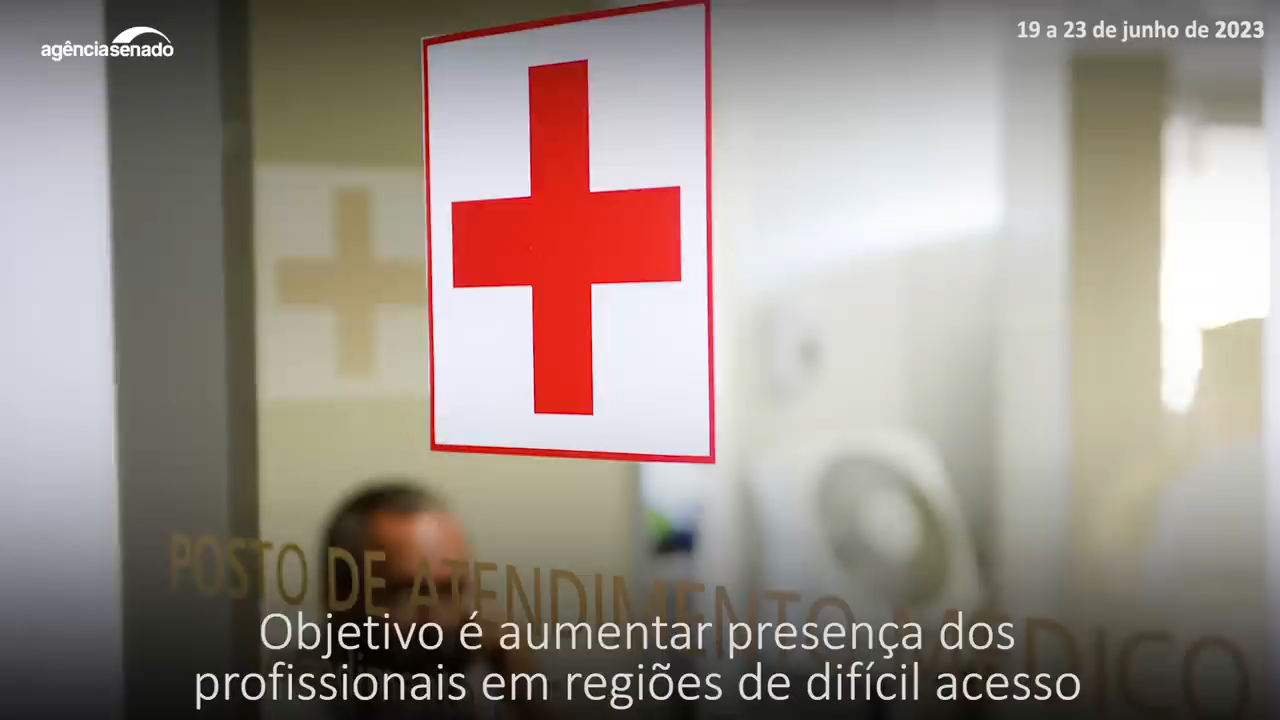 agênciasenado
19 a 23 de junho de 2023
POSTO DE ATENDIMENTO MÉDICO
Objetivo é aumentar presença dos
profissionais em regiões de difícil acesso